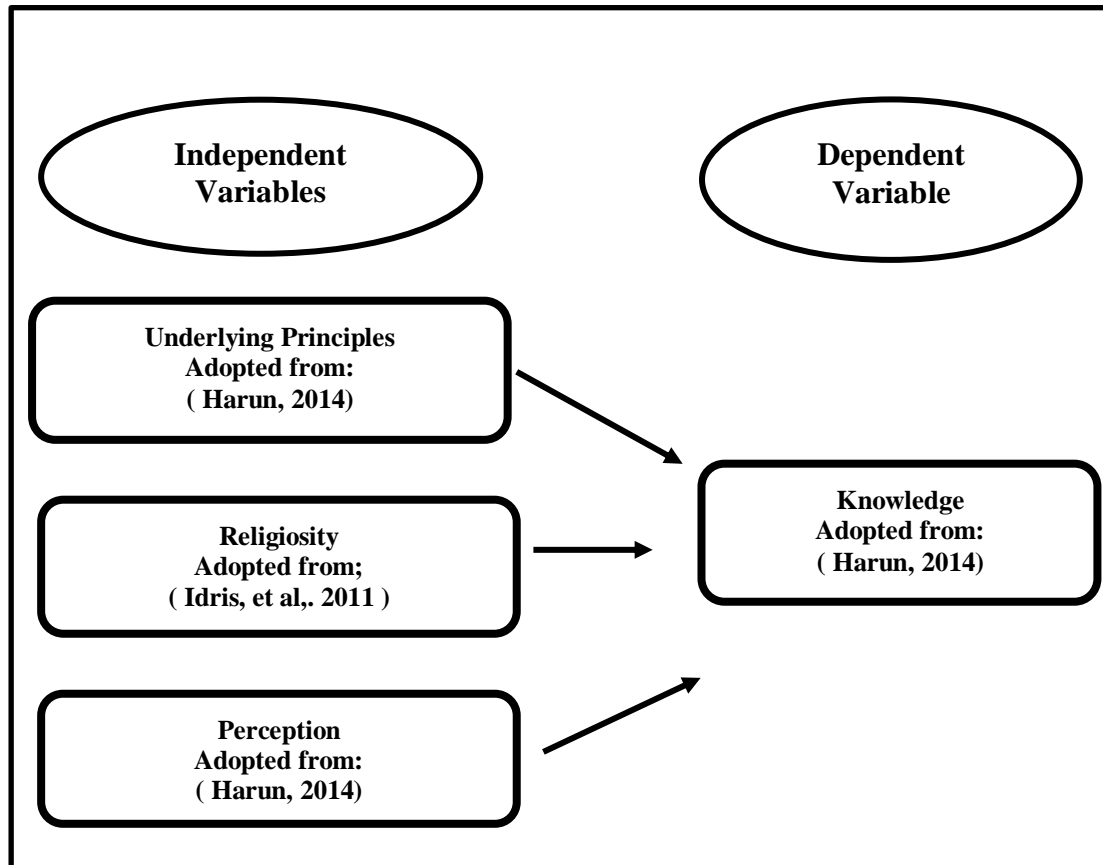 Independent
Variables
Dependent
Variable
Underlying Principles
Adopted from:
( Harun, 2014)
Religiosity
Adopted from;
( Idris, et al,. 2011 )
Perception
Adopted from:
( Harun, 2014)
Knowledge
Adopted from:
( Harun, 2014)